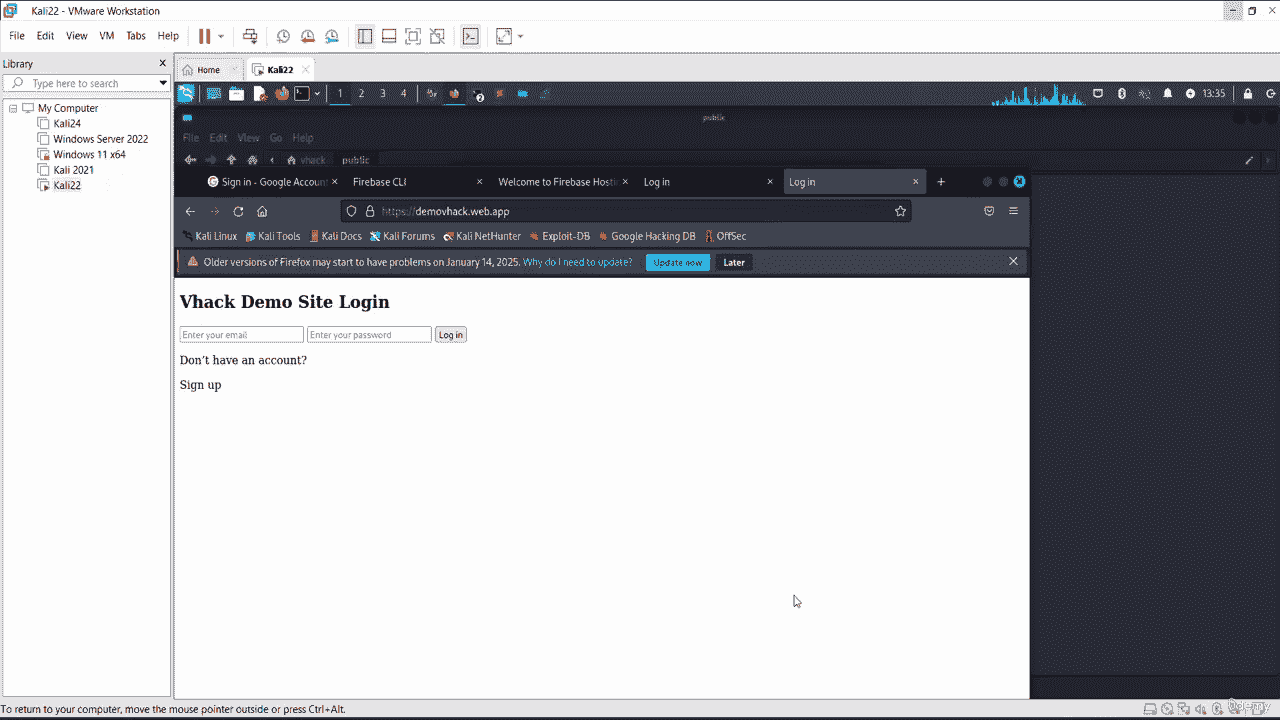 Kali22 - VMware Workstation
File Edit View VM Tabs Help
Library
Type here to search
My Computer
Kali24
Windows Server 2022
Windows 11 x64
Kali 2021
Kali22
Home Kali22
1 2 3 4 2 13:35
public
File Edit View Go Help
vhack public
Sign in - Google Account Firebase CLI Welcome to Firebase Hosti Log in Log in
https://demovhack.web.app
Kali Linux Kali Tools Kali Docs Kali Forums Kali NetHunter Exploit-DB Google Hacking DB OffSec
Older versions of Firefox may start to have problems on January 14, 2025. Why do I need to update? Update now Later
Vhack Demo Site Login
Enter your email Enter your password Log in
Don't have an account?
Sign up
To return to your computer, move the mouse pointer outside or press Ctrl+Alt.
Udemy